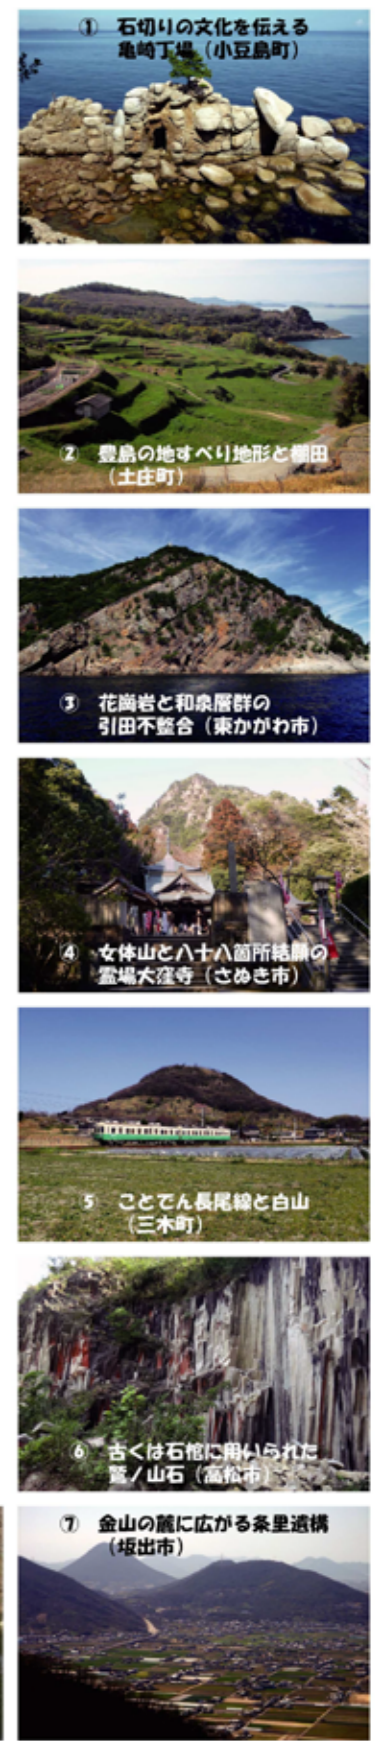 ① 石切りの文化を伝える
亀崎丁場（小豆島町）
② 豊島の地すべり地形と棚田
（土庄町）
③ 花崗岩と和泉層群の
引田不整合（東かがわ市）
④ 女体山と八十八箇所結願の
霊場大窪寺（さぬき市）
5 ことでん長尾線と白山
（三木町）
⑥ 古くは石棺に用いられた
鷲ノ山石（高松市）
⑦ 金山の麓に広がる条里遺構
（坂出市）